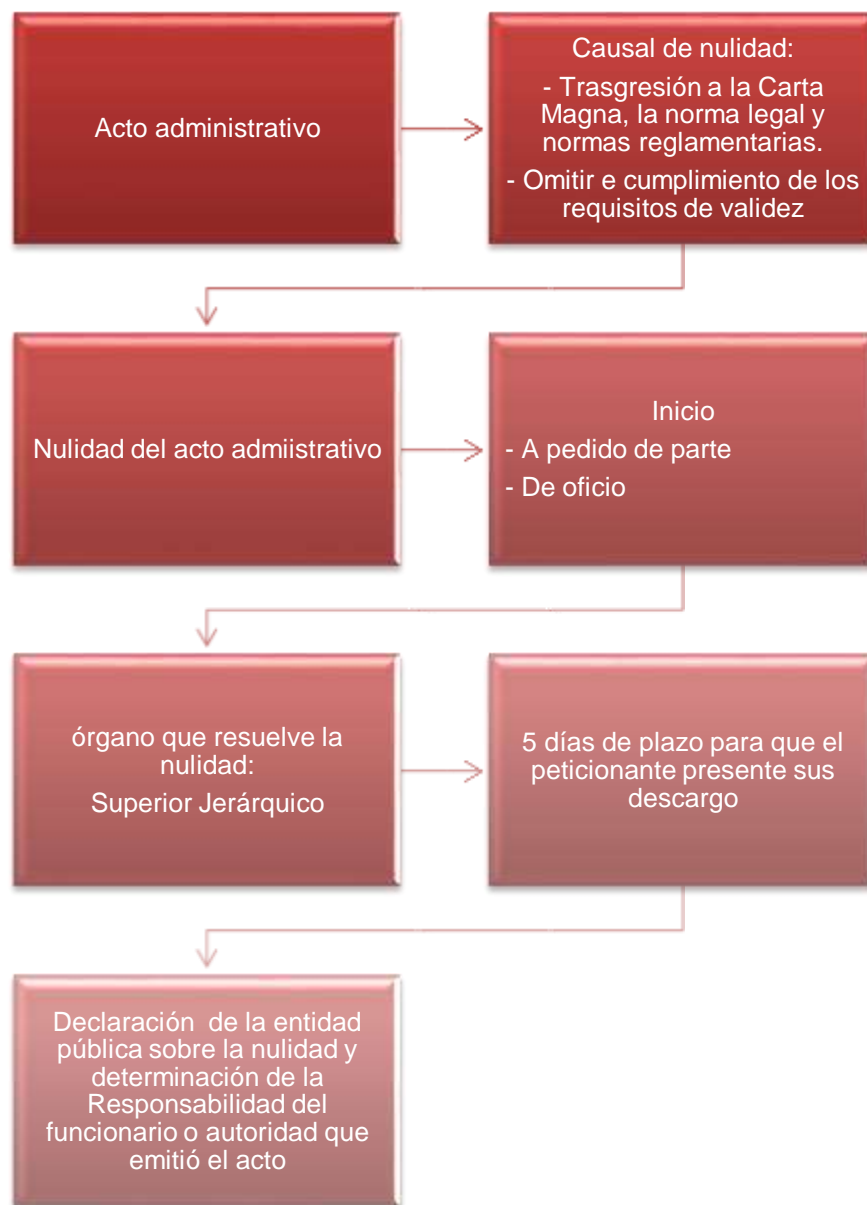 Acto administrativo
Causal de nulidad:
- Trasgresión a la Carta
Magna, la norma legal y
normas reglamentarias.
- Omitir e cumplimiento de los
requisitos de validez
Nulidad del acto admiistrativo
Inicio
- A pedido de parte
- De oficio
órgano que resuelve la
nulidad:
Superior Jerárquico
5 días de plazo para que el
peticionante presente sus
descargo
Declaración de la entidad
pública sobre la nulidad y
determinación de la
Responsabilidad del
funcionario o autoridad que
emitió el acto